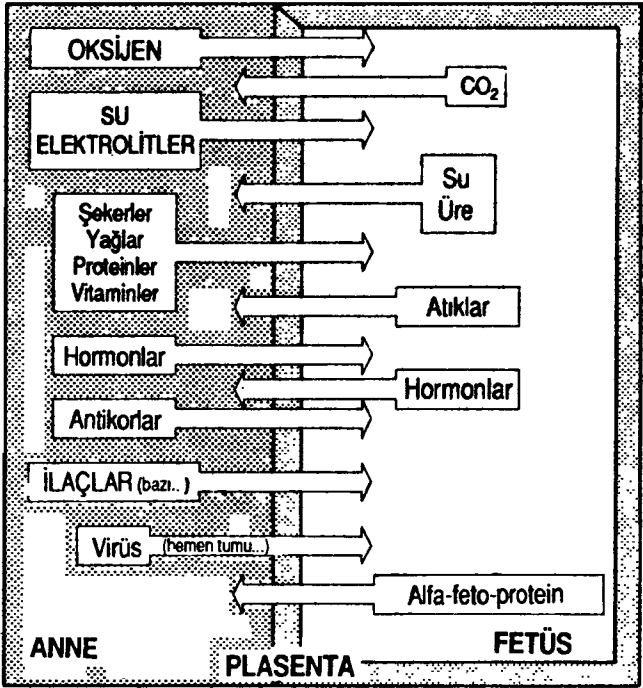 OKSİJEN
CO₂
SU
ELEKTROLİTLER
Su
Üre
Şekerler
Yağlar
Proteinler
Vitaminler
Atıklar
Hormonlar
Hormonlar
Antikorlar
İLAÇLAR (bazı..)
Virüs (hemen tumu...)
Alfa-feto-protein
ANNE
PLASENTA
FETÜS